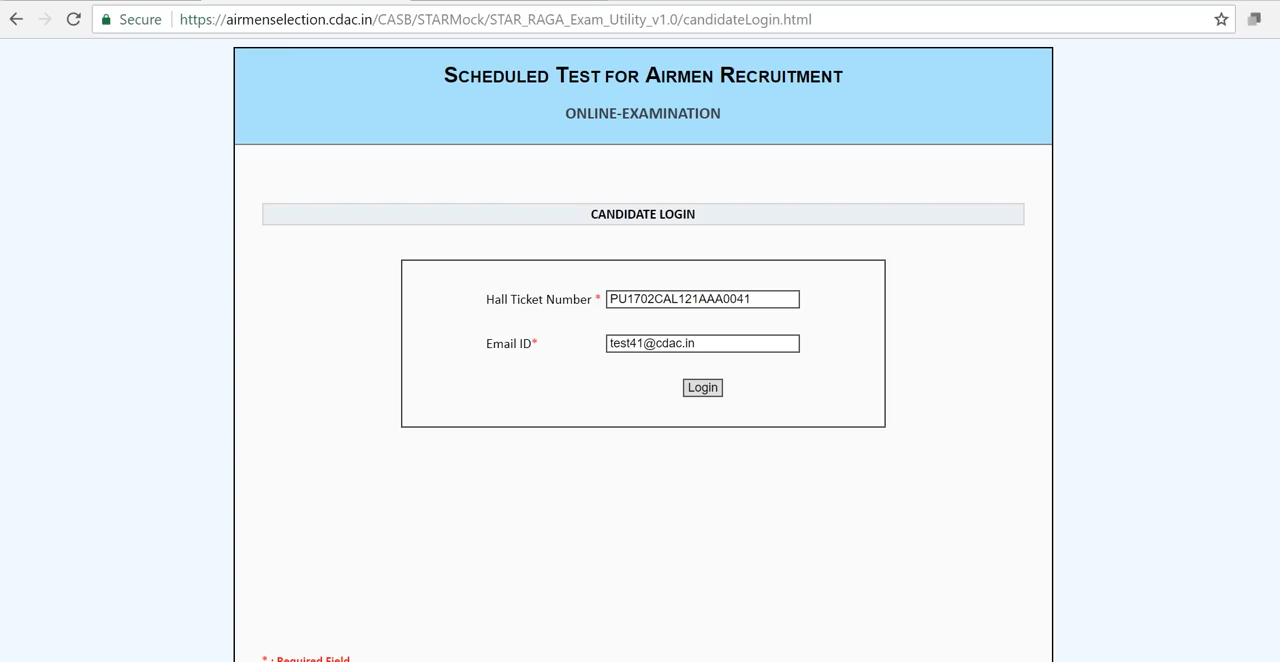 Secure https://airmenselection.cdac.in/CASB/STARMock/STAR_RAGA_Exam_Utility_v1.0/candidateLogin.html
SCHEDULED TEST FOR AIRMEN RECRUITMENT
ONLINE-EXAMINATION
CANDIDATE LOGIN
Hall Ticket Number * PU1702CAL121AAA0041
Email ID* test41@cdac.in
Login
* : Required Field